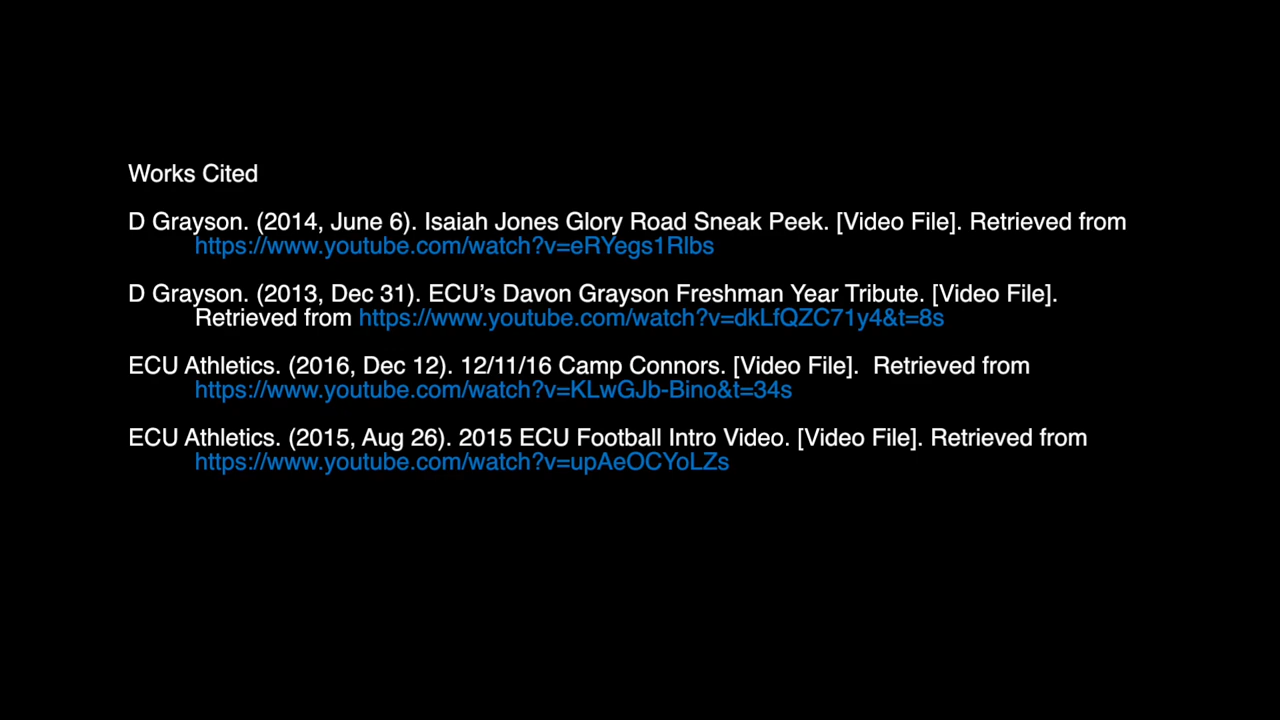 Works Cited
D Grayson. (2014, June 6). Isaiah Jones Glory Road Sneak Peek. [Video File]. Retrieved from
https://www.youtube.com/watch?v=eRYegs1Rlbs
D Grayson. (2013, Dec 31). ECU’s Davon Grayson Freshman Year Tribute. [Video File].
Retrieved from https://www.youtube.com/watch?v=dkLfQZC71y4&t=8s
ECU Athletics. (2016, Dec 12). 12/11/16 Camp Connors. [Video File].  Retrieved from
https://www.youtube.com/watch?v=KLwGJb-Bino&t=34s
ECU Athletics. (2015, Aug 26). 2015 ECU Football Intro Video. [Video File]. Retrieved from
https://www.youtube.com/watch?v=upAeOCYoLZs